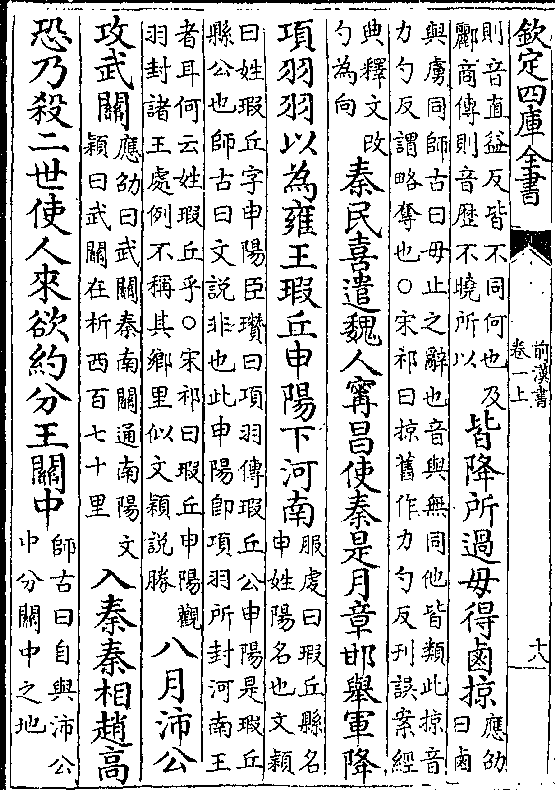 欽定四庫全書
前漢書
卷一上
十八
則音直益反皆不同何也及
酈商傳則音歷不曉所以
皆降所過毋得鹵掠
應劭
曰鹵
與虜同師古曰毋止之辭也音與無同他皆類此掠音
力勺反謂略奪也○宋祁曰掠舊作力勺反刊誤案經
典釋文改
勺為向
秦民喜遣魏人甯昌使秦是月章邯舉軍降
項羽羽以為雍王瑕丘申陽下河南
服虔曰瑕丘縣名
申姓陽名也文穎
曰姓瑕丘字申陽臣瓚曰項羽傳瑕丘公申陽是瑕丘
縣公也師古曰文說非也此申陽即項羽所封河南王
者耳何云姓瑕丘乎○宋祁曰瑕丘申陽觀
羽封諸王處例不稱其鄉里似文穎說勝
八月沛公
攻武關
應劭曰武關秦南關通南陽文
穎曰武關在析西百七十里
入秦秦相趙高
恐乃殺二世使人來欲約分王關中
師古曰自與沛公
中分關中之地